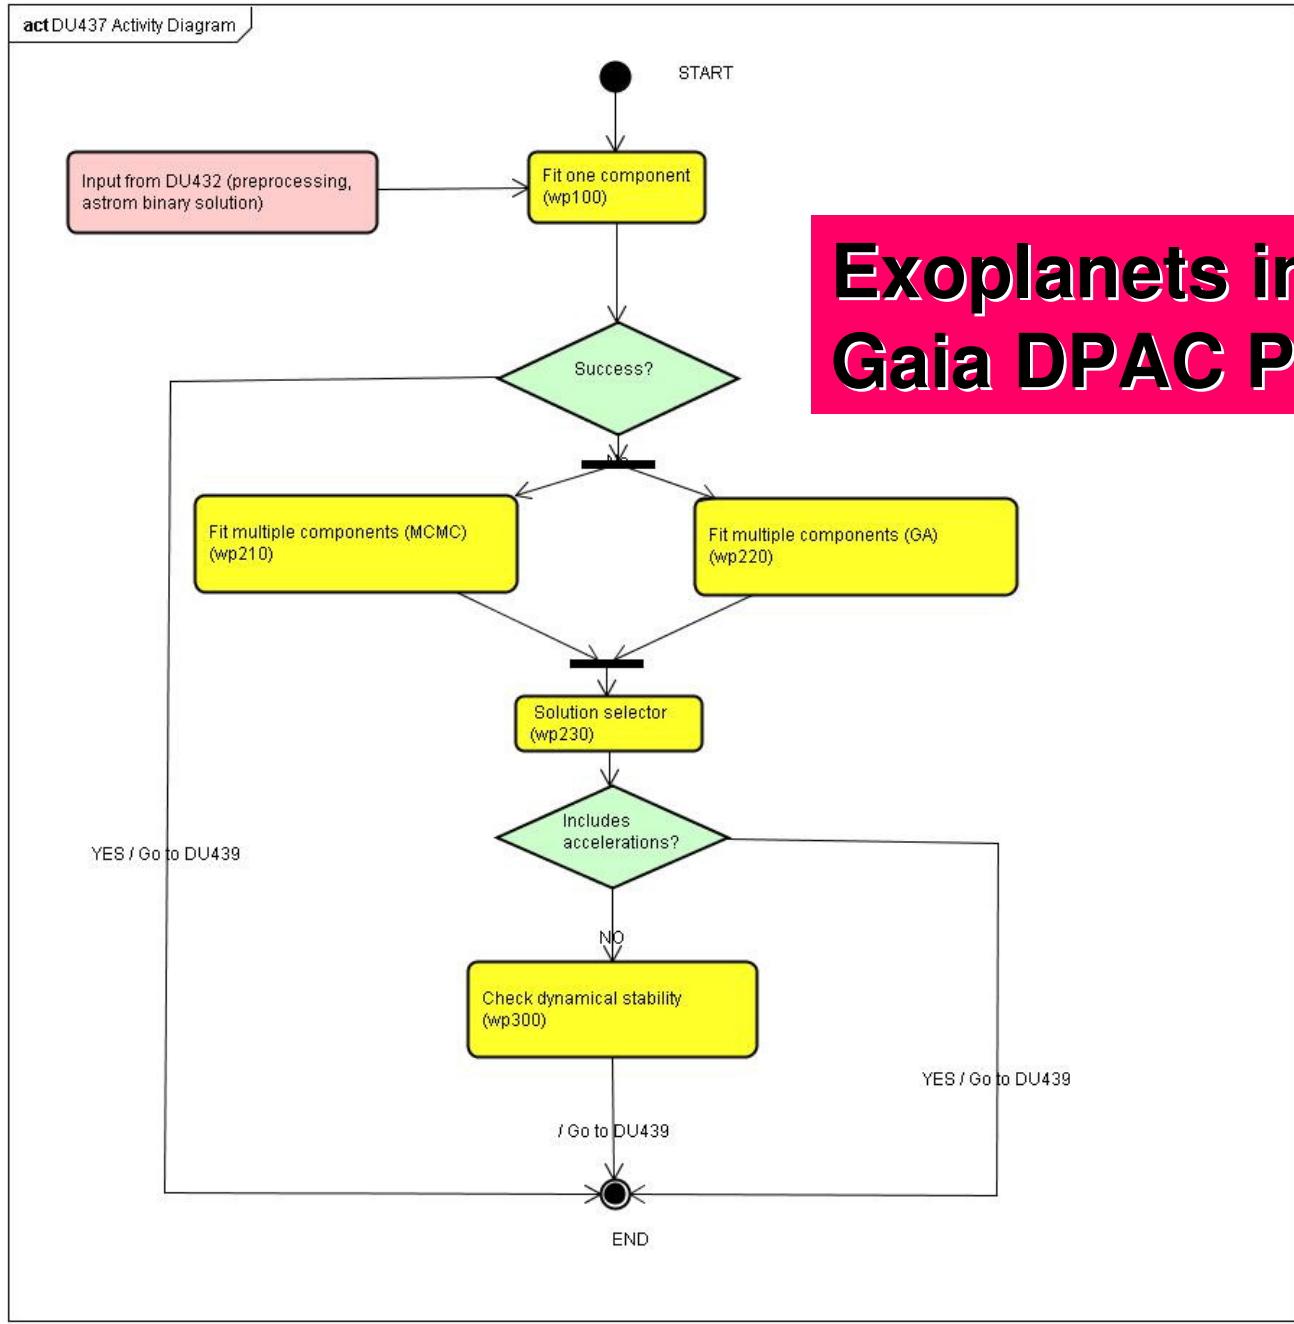 act DU437 Activity Diagram
START
Input from DU432 (preprocessing,
astrom binary solution)
Fit one component
(wp100)
Exoplanets in
Gaia DPAC P
Success?
Fit multiple components (MCMC)
(wp210)
Fit multiple components (GA)
(wp220)
Solution selector
(wp230)
Includes
accelerations?
YES / Go to DU439
NO
Check dynamical stability
(wp300)
YES / Go to DU439
/ Go to DU439
END